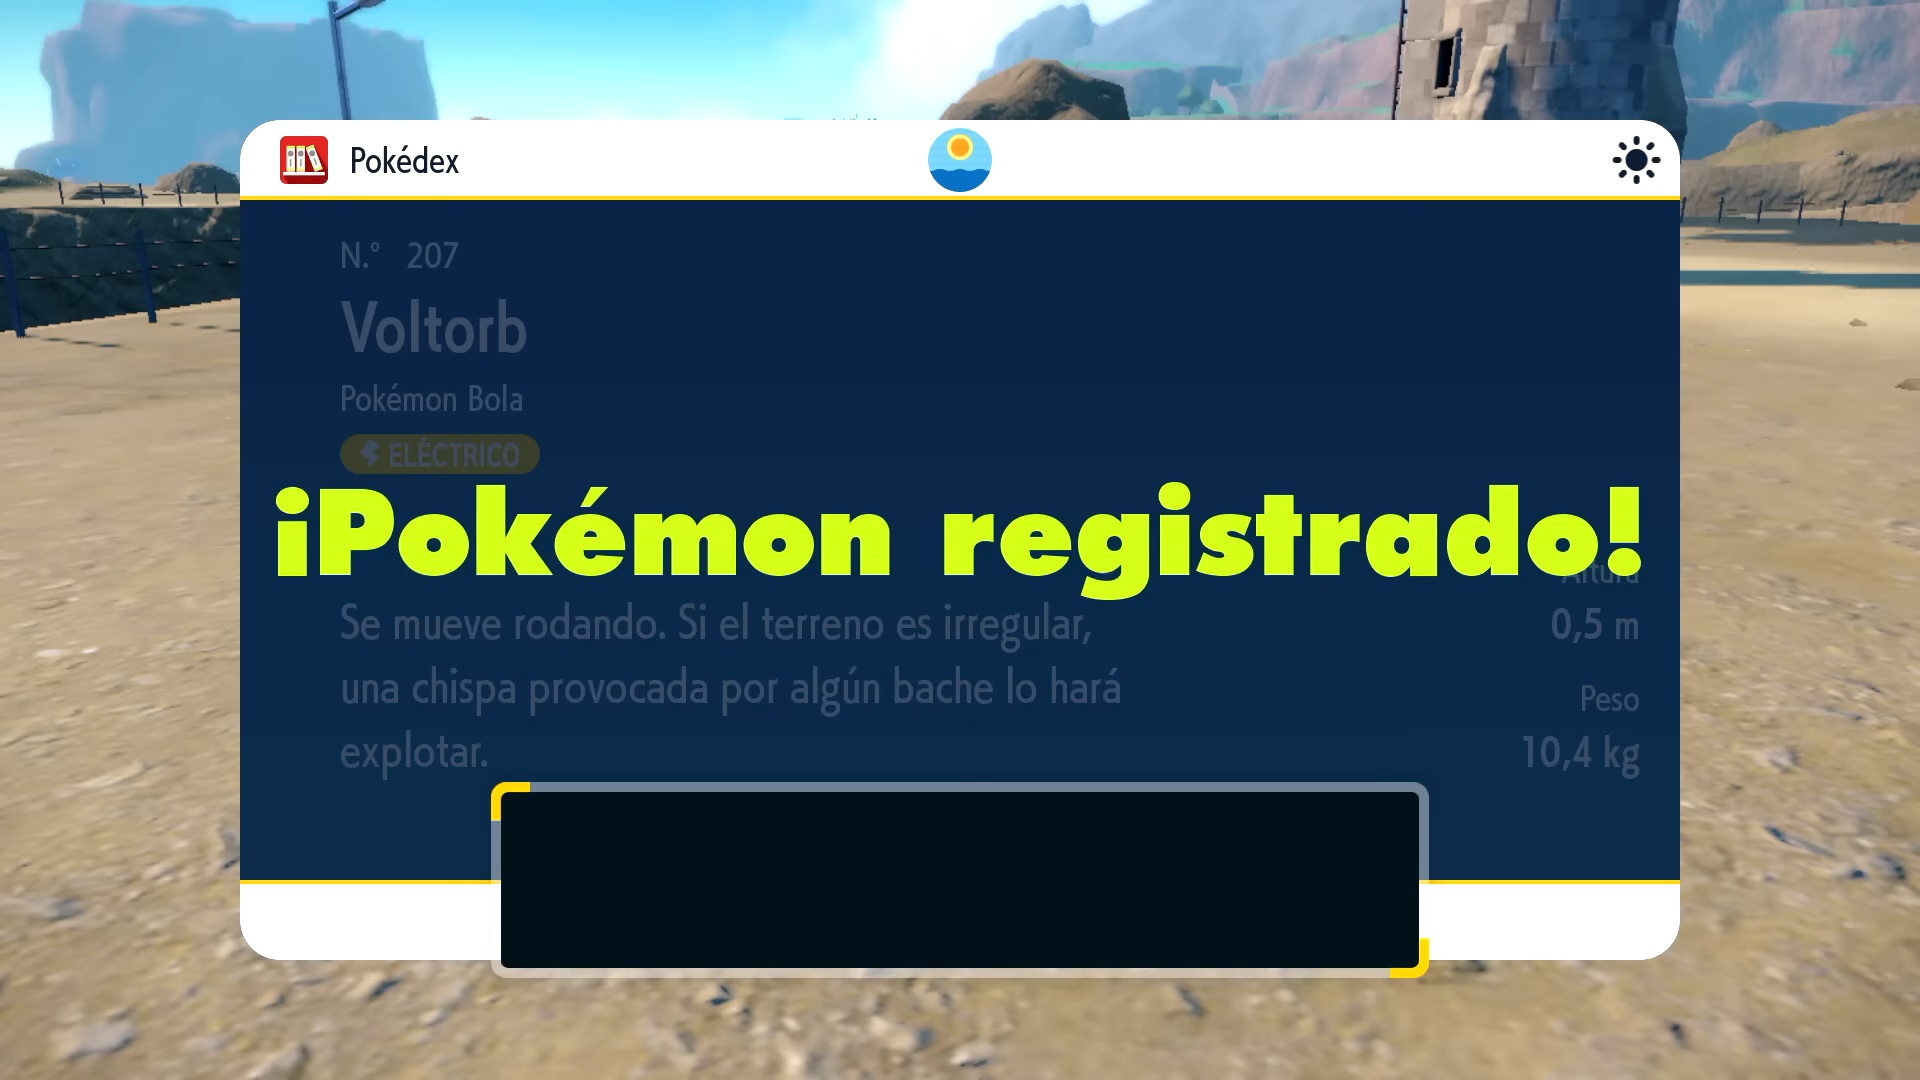 Pokédex
N.º 207
Voltorb
Pokémon Bola
ELÉCTRICO
¡Pokémon registrado!
Altura
Se mueve rodando. Si el terreno es irregular,
0,5 m
una chispa provocada por algún bache lo hará
Peso
explotar.
10,4 kg